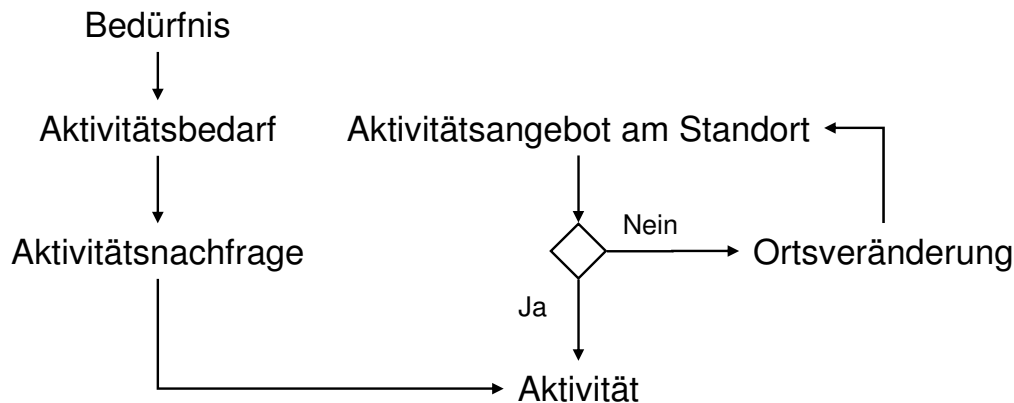 Bedürfnis
Aktivitätsbedarf
Aktivitätsangebot am Standort
Aktivitätsnachfrage
Nein
Ortsveränderung
Ja
Aktivität